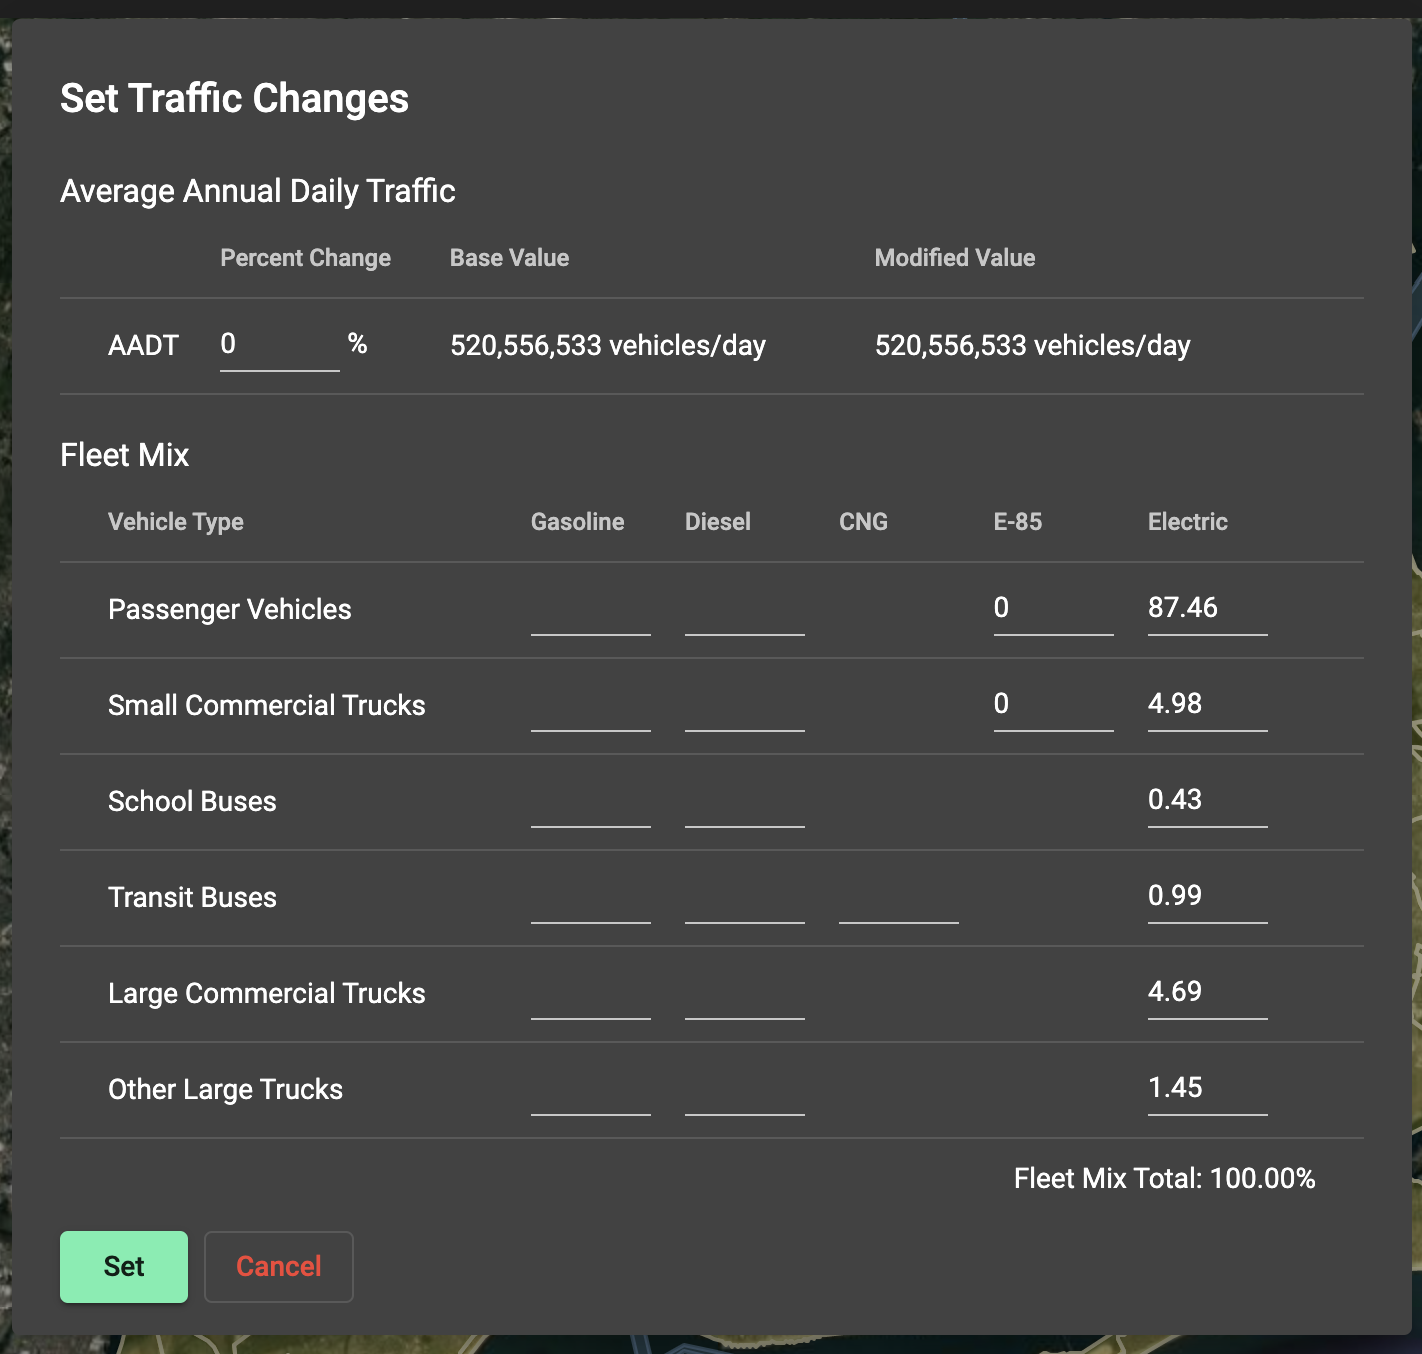 Set Traffic Changes
Average Annual Daily Traffic
Percent Change Base Value Modified Value
AADT 0 % 520,556,533 vehicles/day 520,556,533 vehicles/day
Fleet Mix
Vehicle Type Gasoline Diesel CNG E-85 Electric
Passenger Vehicles 0 87.46
Small Commercial Trucks 0 4.98
School Buses 0.43
Transit Buses 0.99
Large Commercial Trucks 4.69
Other Large Trucks 1.45
Fleet Mix Total: 100.00%
Set Cancel